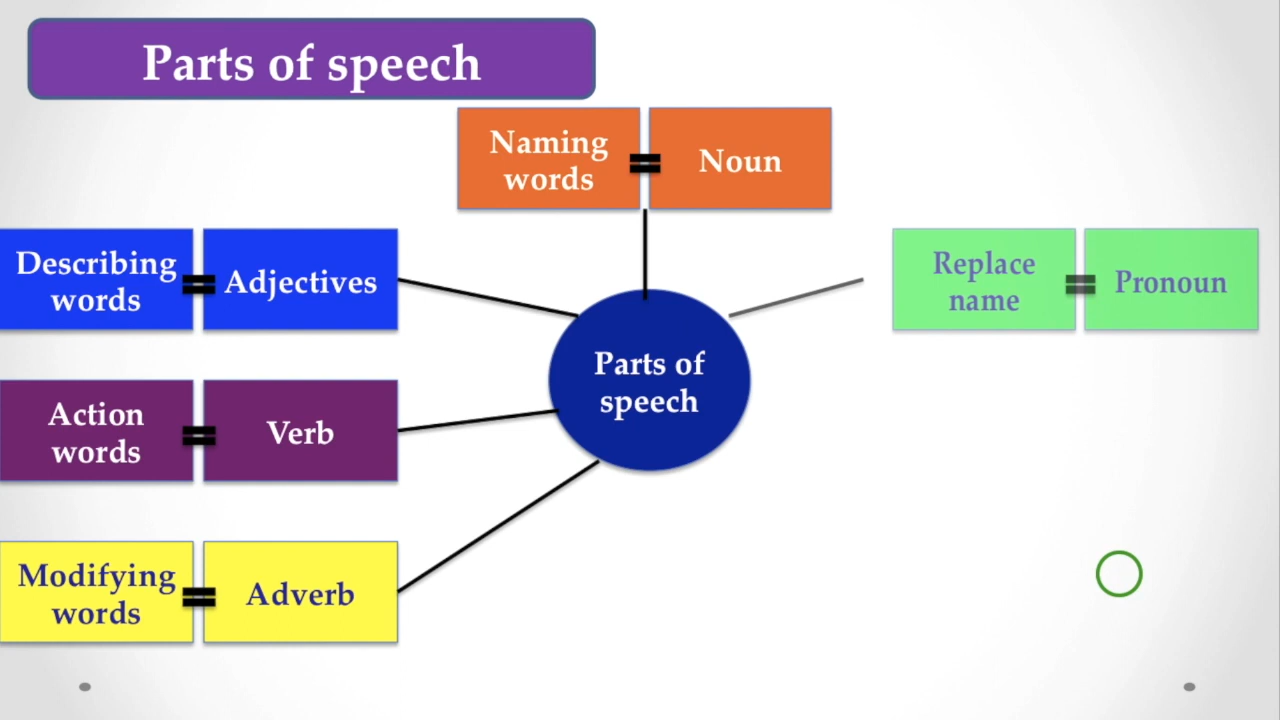 Parts of speech
Naming
words
=
Noun
Describing
words
=
Adjectives
Replace
name
=
Pronoun
Parts of
speech
Action
words
=
Verb
Modifying
words
=
Adverb